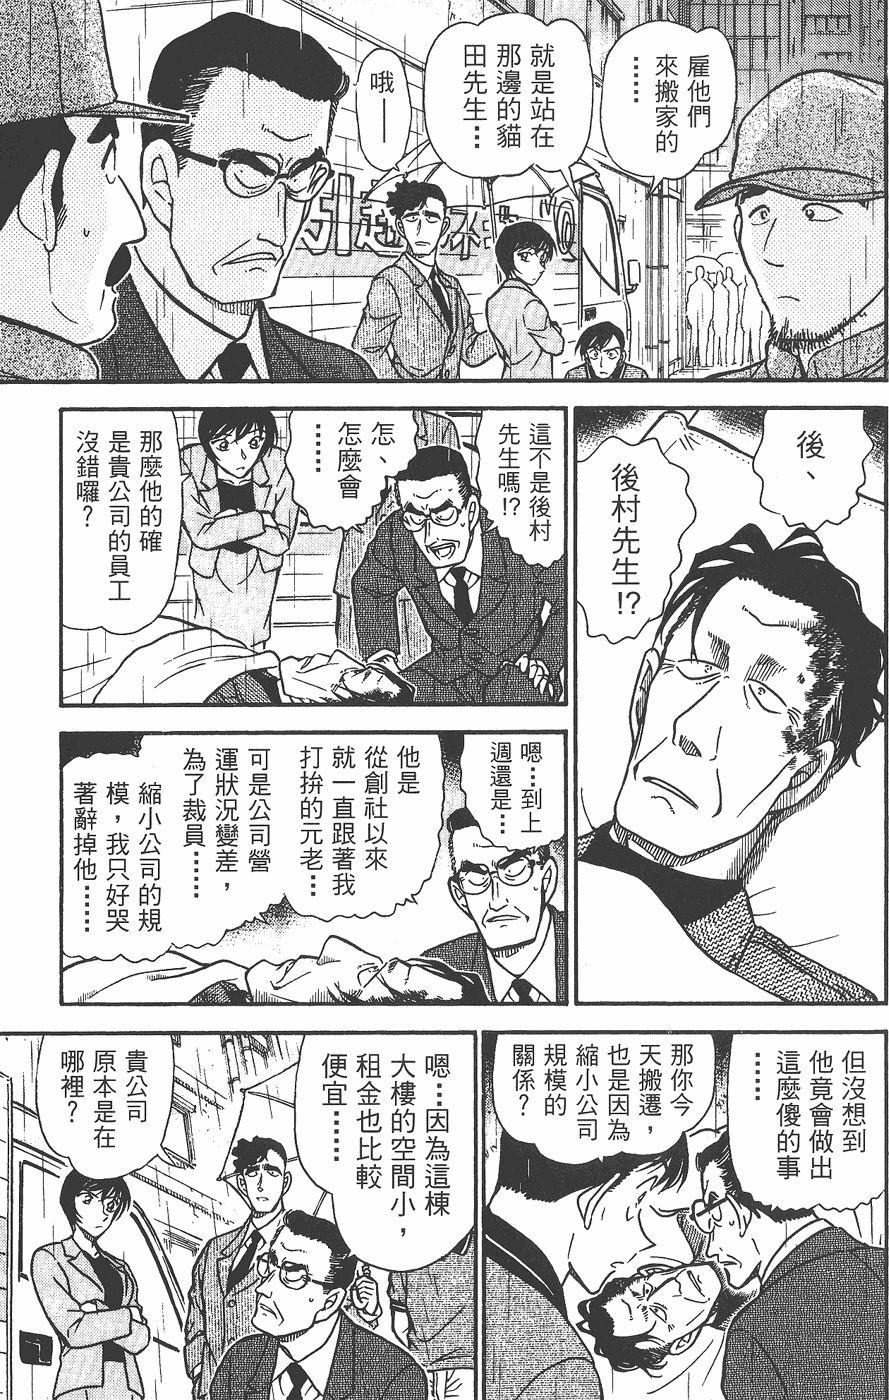 雇他們
來搬家的
……
就是站在
那邊的貓
田先生…
哦—
引越
後、
後村先生!?
這不是後村
先生嗎!?
怎、
怎麼會
……
那麼他的確
是貴公司的員工
沒錯囉？
嗯…到上
週還是…
他是
從創社以來
就一直跟著我
打拚的元老…
可是公司營
運狀況變差，
為了裁員……
縮小公司的規
模，我只好哭
著辭掉他……
但沒想到
他竟會做出
這麼傻的事
……
那你今
天搬遷，
也是因為
縮小公司
規模的
關係？
嗯…因為這棟
大樓的空間小，
租金也比較
便宜……
貴公司
原本是在
哪裡？